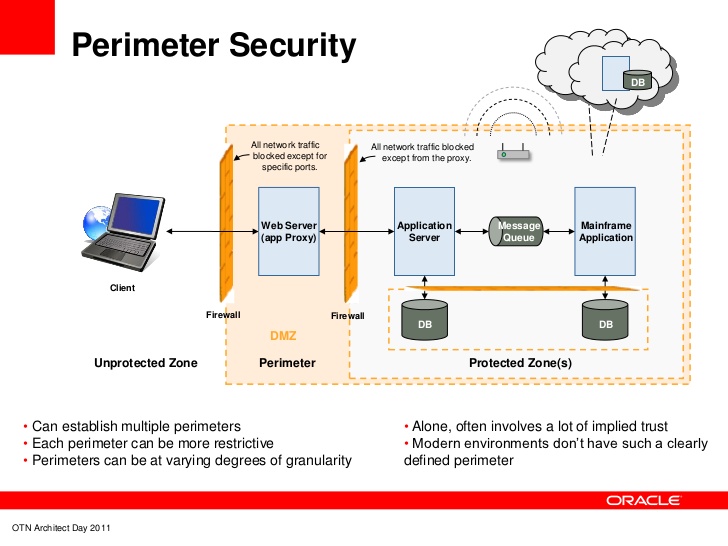 Perimeter Security
DB
All network traffic
blocked except for
specific ports.
All network traffic blocked
except from the proxy.
Web Server
(app Proxy)
Application
Server
Message
Queue
Mainframe
Application
Client
Firewall
Firewall
DB
DB
DMZ
Unprotected Zone
Perimeter
Protected Zone(s)
• Can establish multiple perimeters
• Each perimeter can be more restrictive
• Perimeters can be at varying degrees of granularity
• Alone, often involves a lot of implied trust
• Modern environments don’t have such a clearly
defined perimeter
ORACLE
OTN Architect Day 2011